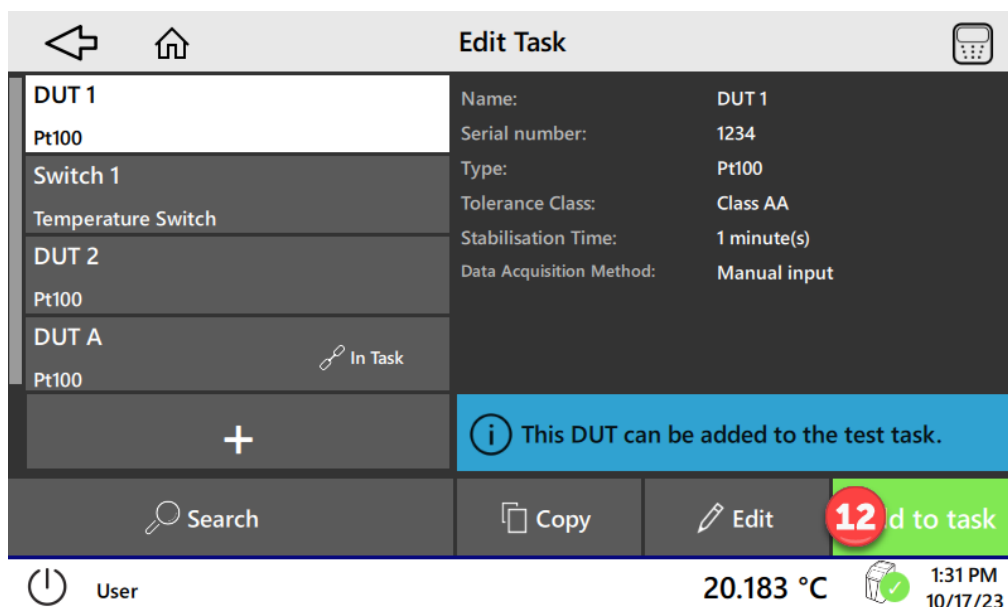 Edit Task
DUT 1
Pt100
Switch 1
Temperature Switch
DUT 2
Pt100
DUT A
In Task
Pt100
+
Search
Name: DUT 1
Serial number: 1234
Type: Pt100
Tolerance Class: Class AA
Stabilisation Time: 1 minute(s)
Data Acquisition Method: Manual input
i This DUT can be added to the test task.
Copy
Edit
12 d to task
User
20.183 °C
1:31 PM
10/17/23